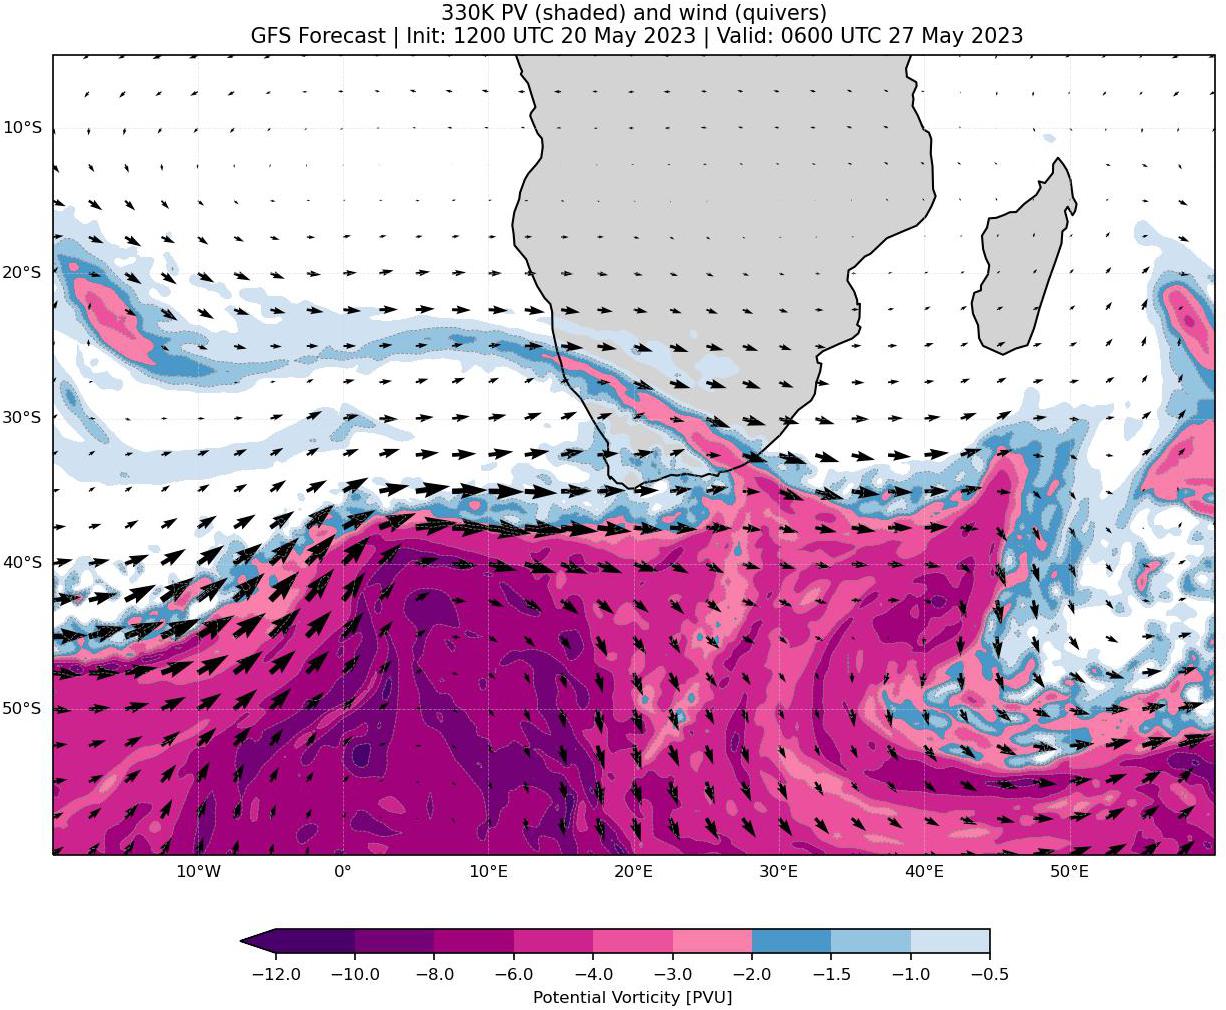 330K PV (shaded) and wind (quivers)
GFS Forecast | Init: 1200 UTC 20 May 2023 | Valid: 0600 UTC 27 May 2023
10°S
20°S
30°S
40°S
50°S
10°W 0° 10°E 20°E 30°E 40°E 50°E
−12.0 −10.0 −8.0 −6.0 −4.0 −3.0 −2.0 −1.5 −1.0 −0.5
Potential Vorticity [PVU]